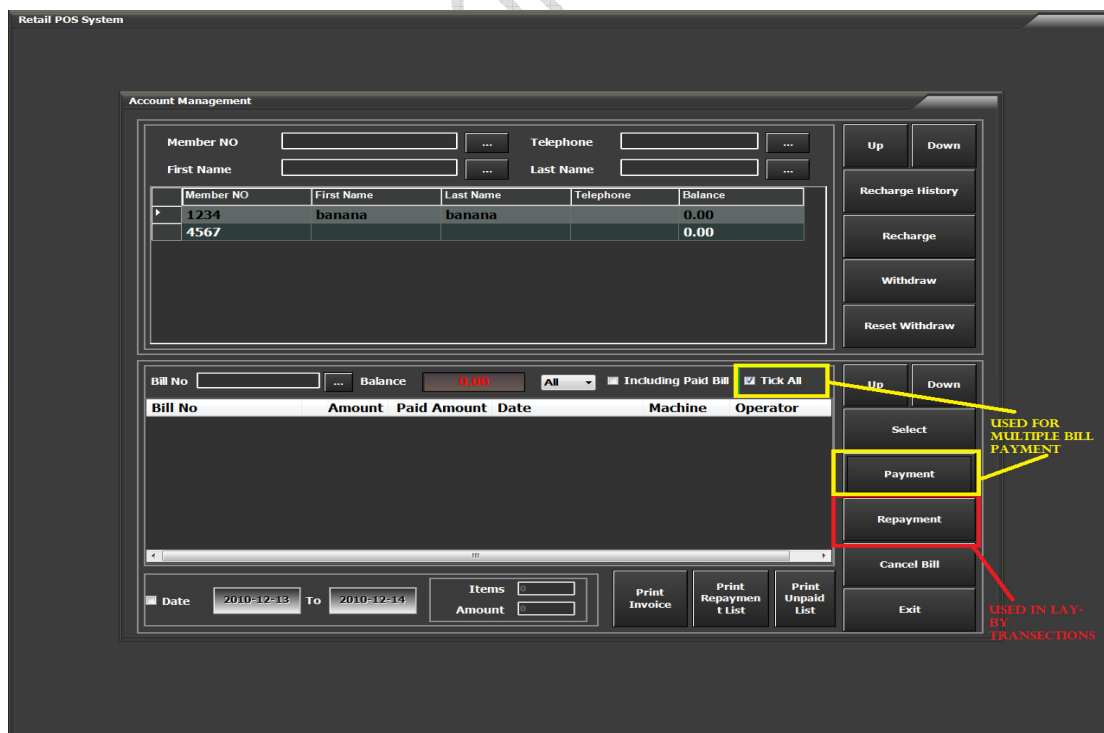 Retail POS System
Account Management
Member NO ... Telephone ...
First Name ... Last Name ...
Up Down
Recharge History
Recharge
Withdraw
Reset Withdraw
Member NO First Name Last Name Telephone Balance
1234 banana banana 0.00
4567 0.00
Bill No ... Balance 0.00 All Including Paid Bill Tick All
Bill No Amount Paid Amount Date Machine Operator
Up Down
Select
Payment
Repayment
Cancel Bill
Exit
USED FOR
MULTIPLE BILL
PAYMENT
USED IN LAY-
BY
TRANSECTIONS
Date 2010-12-13 To 2010-12-14
Items 0
Amount 0
Print
Invoice
Print
Repaymen
t List
Print
Unpaid
List